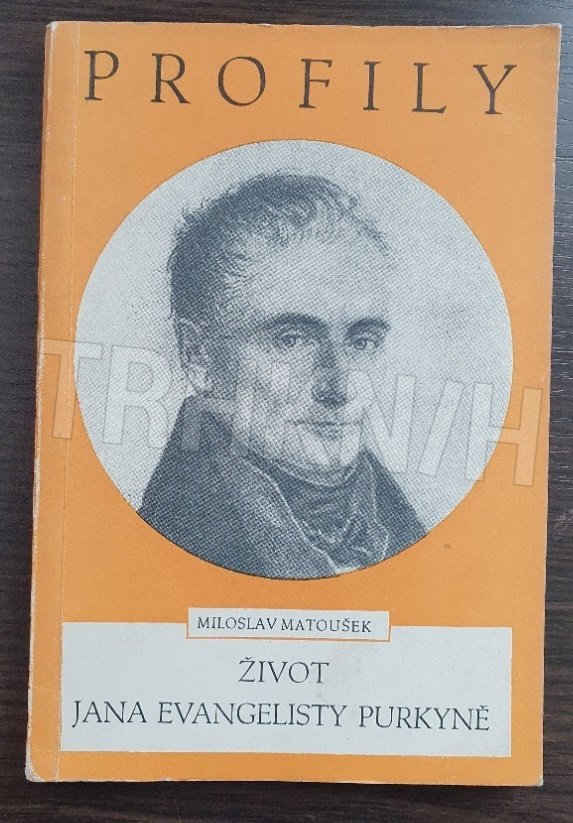 PROFILY
MILOSLAV MATOUŠEK
ŽIVOT
JANA EVANGELISTY PURKYNĚ